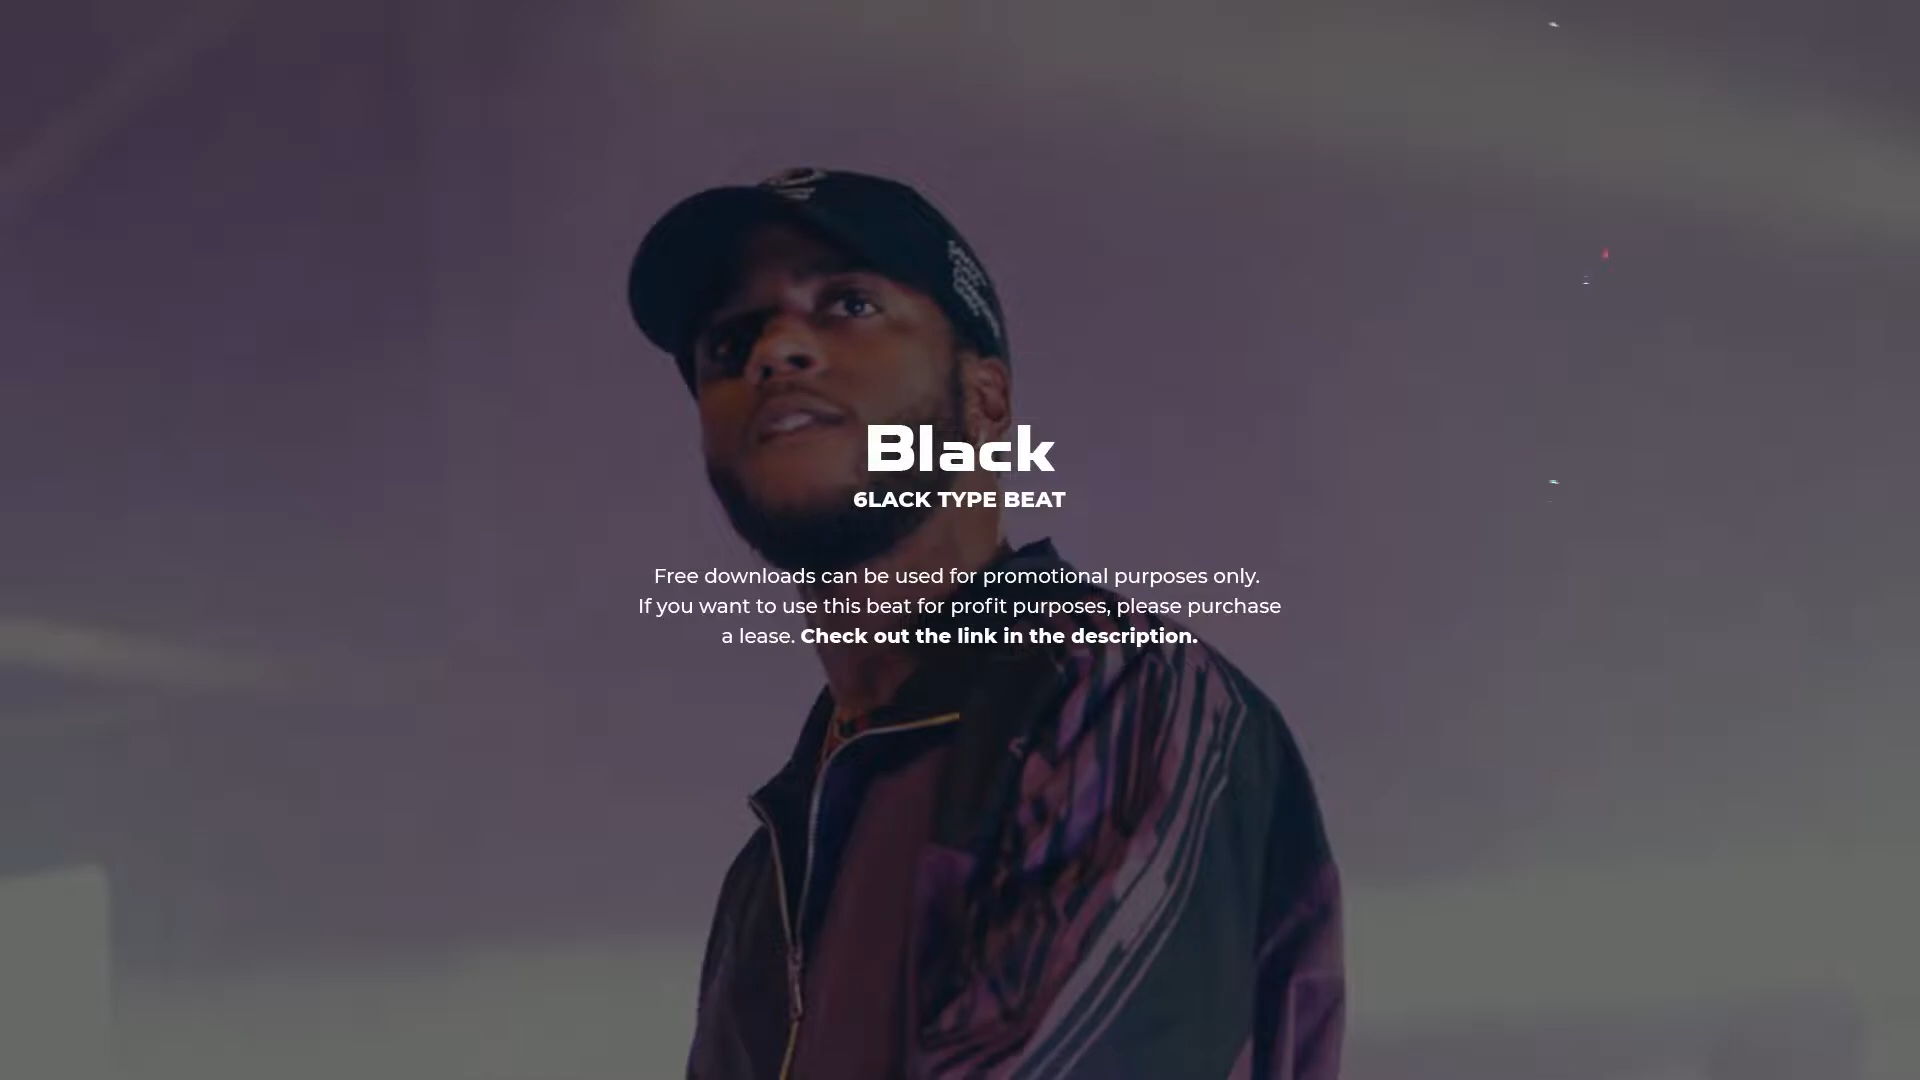 Black
6LACK TYPE BEAT
Free downloads can be used for promotional purposes only.
If you want to use this beat for profit purposes, please purchase
a lease. Check out the link in the description.